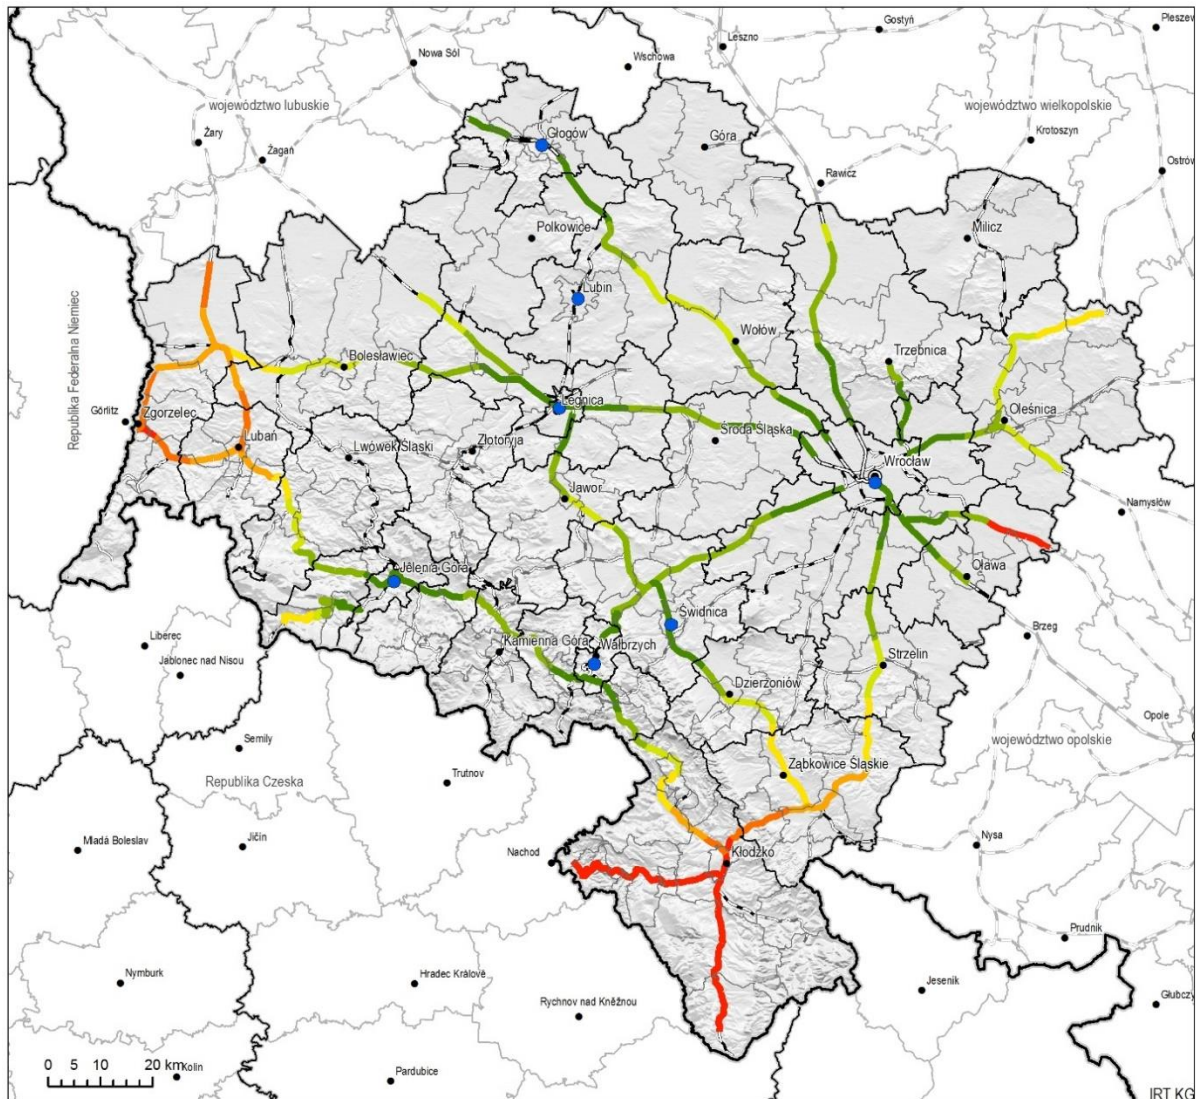 Pleszew
Gostyń
Leszno
Nowa Sól
Wschowa
województwo lubuskie
województwo wielkopolskie
Żary
Głogów
Góra
Krotoszyn
Żagań
Rawicz
Ostrów
Polkowice
Milicz
Republika Federalna Niemiec
Lubin
Wołów
Bolesławiec
Trzebnica
Görlitz
Zgorzelec
Legnica
Oleśnica
Lubań
Lwówek Śląski
Złotoryja
Środa Śląska
Wrocław
Jawor
Namysłów
Jelenia Góra
Oława
Świdnica
Liberec
Kamienna Góra
Wałbrzych
Brzeg
Jablonec nad Nisou
Strzelin
Dzierżoniów
Opole
Semily
województwo opolskie
Republika Czeska
Trutnov
Ząbkowice Śląskie
Mladá Boleslav
Jičín
Nachod
Kłodzko
Nysa
Prudnik
Nymburk
Hradec Králové
Rychnov nad Kněžnou
Jesenik
Głubczy
0 5 10 20 km
Kolin
Pardubice
IRT KG